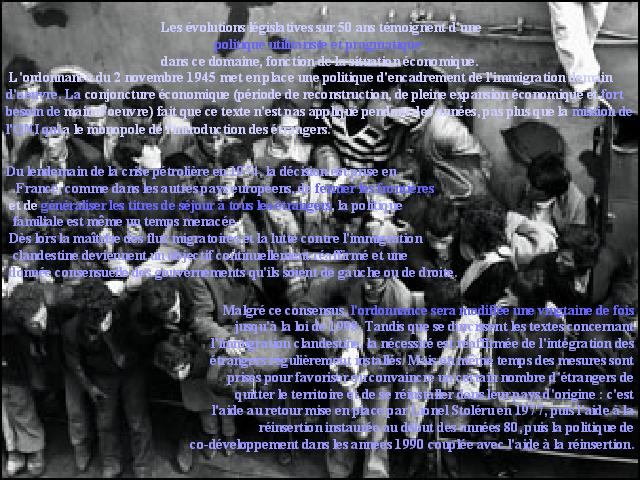 Les évolutions législatives sur 50 ans témoignent d'une
politique utilitariste et pragmatique
dans ce domaine, fonction de la situation économique.
L'ordonnance du 2 novembre 1945 met en place une politique d'encadrement de l'immigration demain
d'œuvre. La conjoncture économique (période de reconstruction, de pleine expansion économique et fort
besoin de main d'oeuvre) fait que ce texte n'est pas appliqué pendant des années, pas plus que la mission de
l'ONI qui a le monopole de l'introduction des étrangers.
Du lendemain de la crise pétrolière en 1974, la décision est prise en
France, comme dans les autres pays européens, de fermer les frontières
et de généraliser les titres de séjour à tous les étrangers, la politique
familiale est même un temps menacée.
Dès lors la maîtrise des flux migratoires et la lutte contre l'immigration
clandestine deviennent un objectif continuellement réaffirmé et une
donnée consensuelle des gouvernements qu'ils soient de gauche ou de droite.
Malgré ce consensus, l'ordonnance sera modifiée une vingtaine de fois
jusqu'à la loi de 1998. Tandis que se durcissent les textes concernant
l'immigration clandestine, la nécessité est réaffirmée de l'intégration des
étrangers régulièrement installés. Mais en même temps des mesures sont
prises pour favoriser ou convaincre un certain nombre d'étrangers de
quitter le territoire et de se réinstaller dans leur pays d'origine : c'est
l'aide au retour mise en place par Lionel Stoléru en 1977, puis l'aide à la
réinsertion instaurée au début des années 80, puis la politique de
co-développement dans les années 1990 couplée avec l'aide à la réinsertion.